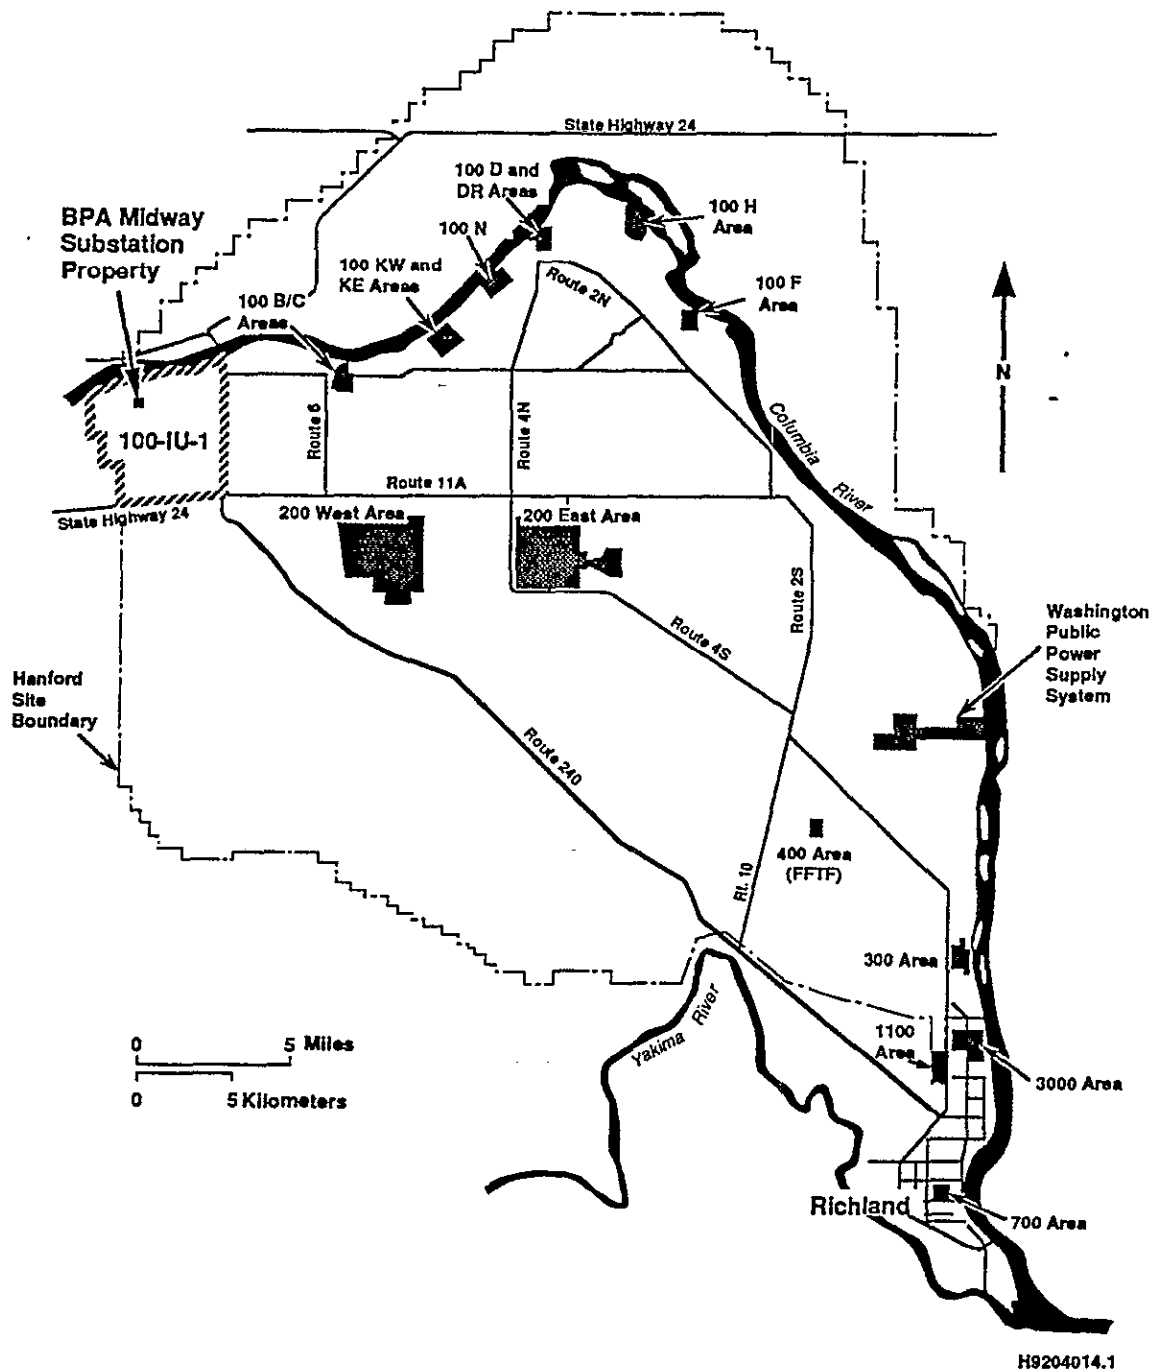 State Highway 24
100 D and
DR Areas
100 H
Area
BPA Midway
Substation
Property
100 N
100 KW and
KE Areas
Route 2N
100 F
Area
100 B/C
Areas
N
100-IU-1
Route 6
Route 4N
Columbia
River
Route 11A
State Highway 24
200 West Area
200 East Area
Route 2S
Route 4S
Washington
Public
Power
Supply
System
Hanford
Site
Boundary
Route 240
400 Area
(FFTF)
Rt. 10
300 Area
Yakima
River
1100
Area
3000 Area
0 5 Miles
0 5 Kilometers
Richland
700 Area
H9204014.1